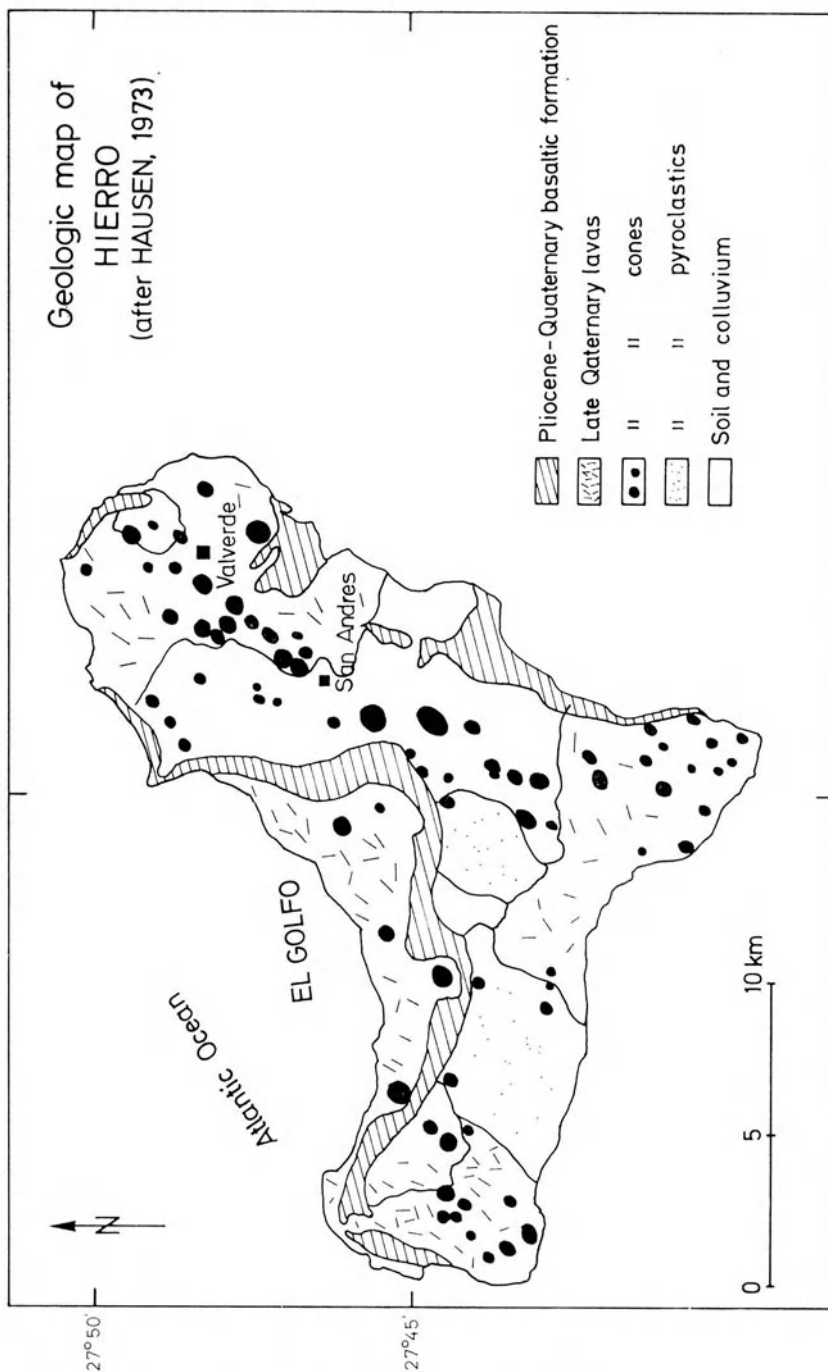 Geologic map of
HIERRO
(after HAUSEN, 1973)
27°50'
27°45'
N
Atlantic Ocean
EL GOLFO
Valverde
San Andres
0 5 10 km
Pliocene-Quaternary basaltic formation
Late Qaternary lavas
" " cones
" " pyroclastics
Soil and colluvium